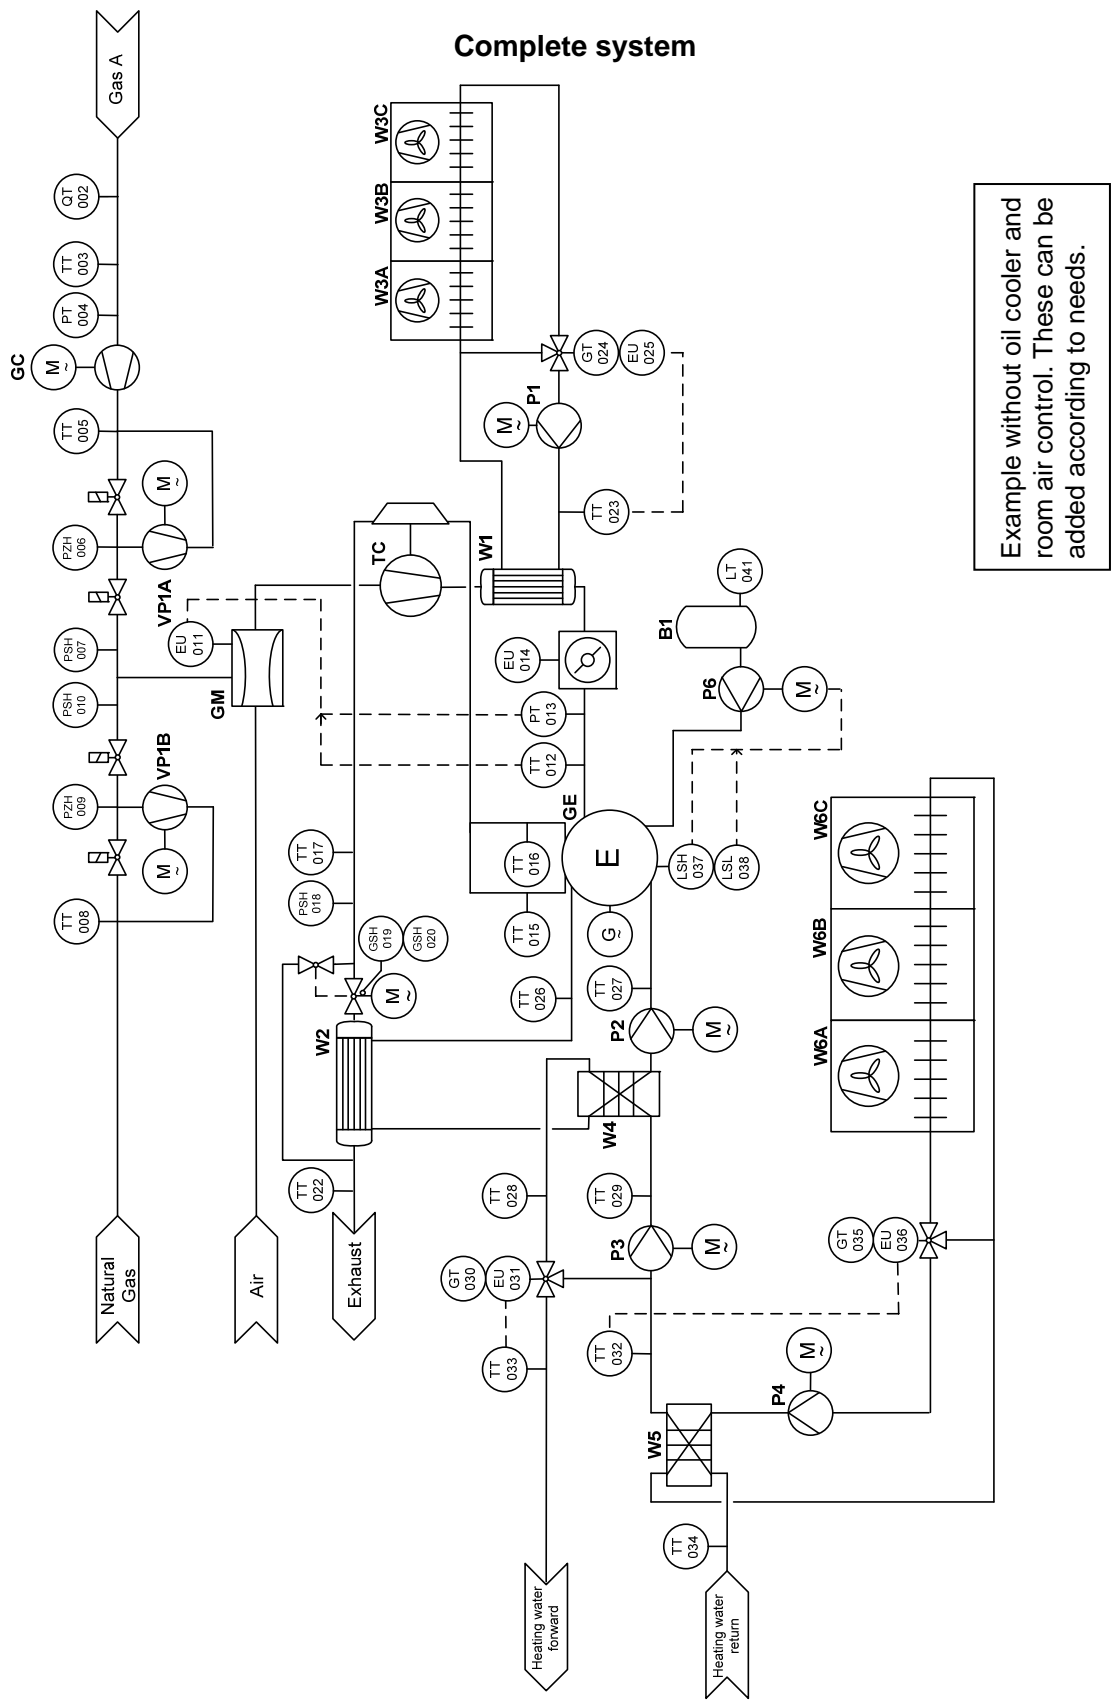 Complete system
Gas A
QT
002
TT
003
PT
004
GC
M
~
TT
005
M
~
PZH
006
VP1A
PSH
007
PSH
010
EU
011
GM
VP1B
PZH
009
M
~
TT
008
Natural
Gas
Air
Exhaust
W3C
W3B
W3A
GT
024
EU
025
P1
M
~
TT
023
TC
W1
EU
014
PT
013
TT
012
GE
E
TT
016
TT
015
G
~
LSH
037
LSL
038
B1
LT
041
P6
M
~
TT
017
PSH
018
GSH
019
GSH
020
M
~
W2
TT
022
TT
026
TT
027
P2
M
~
W4
TT
028
TT
029
P3
M
~
GT
030
EU
031
TT
033
TT
032
W6C
W6B
W6A
GT
035
EU
036
P4
M
~
W5
TT
034
Heating water
forward
Heating water
return
Example without oil cooler and
room air control. These can be
added according to needs.